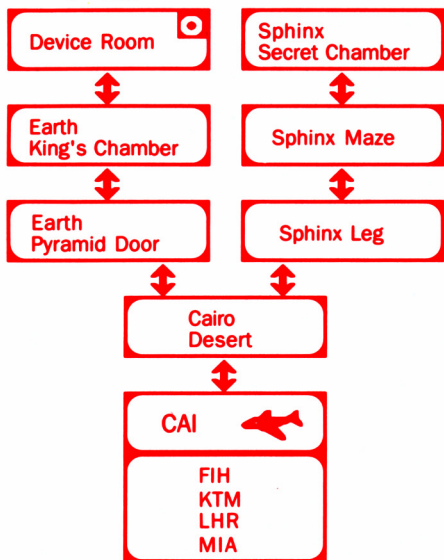 Device Room
Sphinx
Secret Chamber
Earth
King's Chamber
Sphinx Maze
Earth
Pyramid Door
Sphinx Leg
Cairo
Desert
CAI
FIH
KTM
LHR
MIA